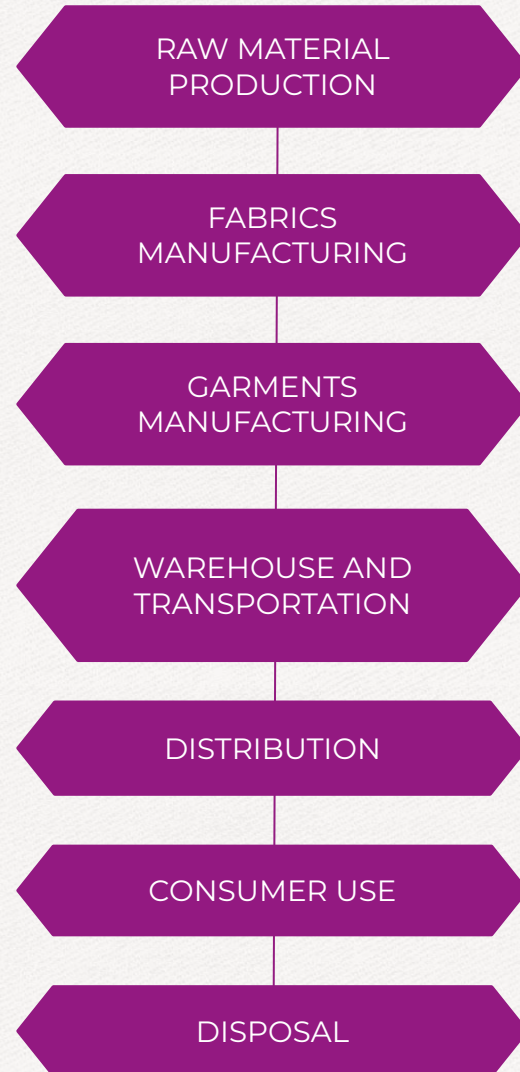 RAW MATERIAL
PRODUCTION
FABRICS
MANUFACTURING
GARMENTS
MANUFACTURING
WAREHOUSE AND
TRANSPORTATION
DISTRIBUTION
CONSUMER USE
DISPOSAL